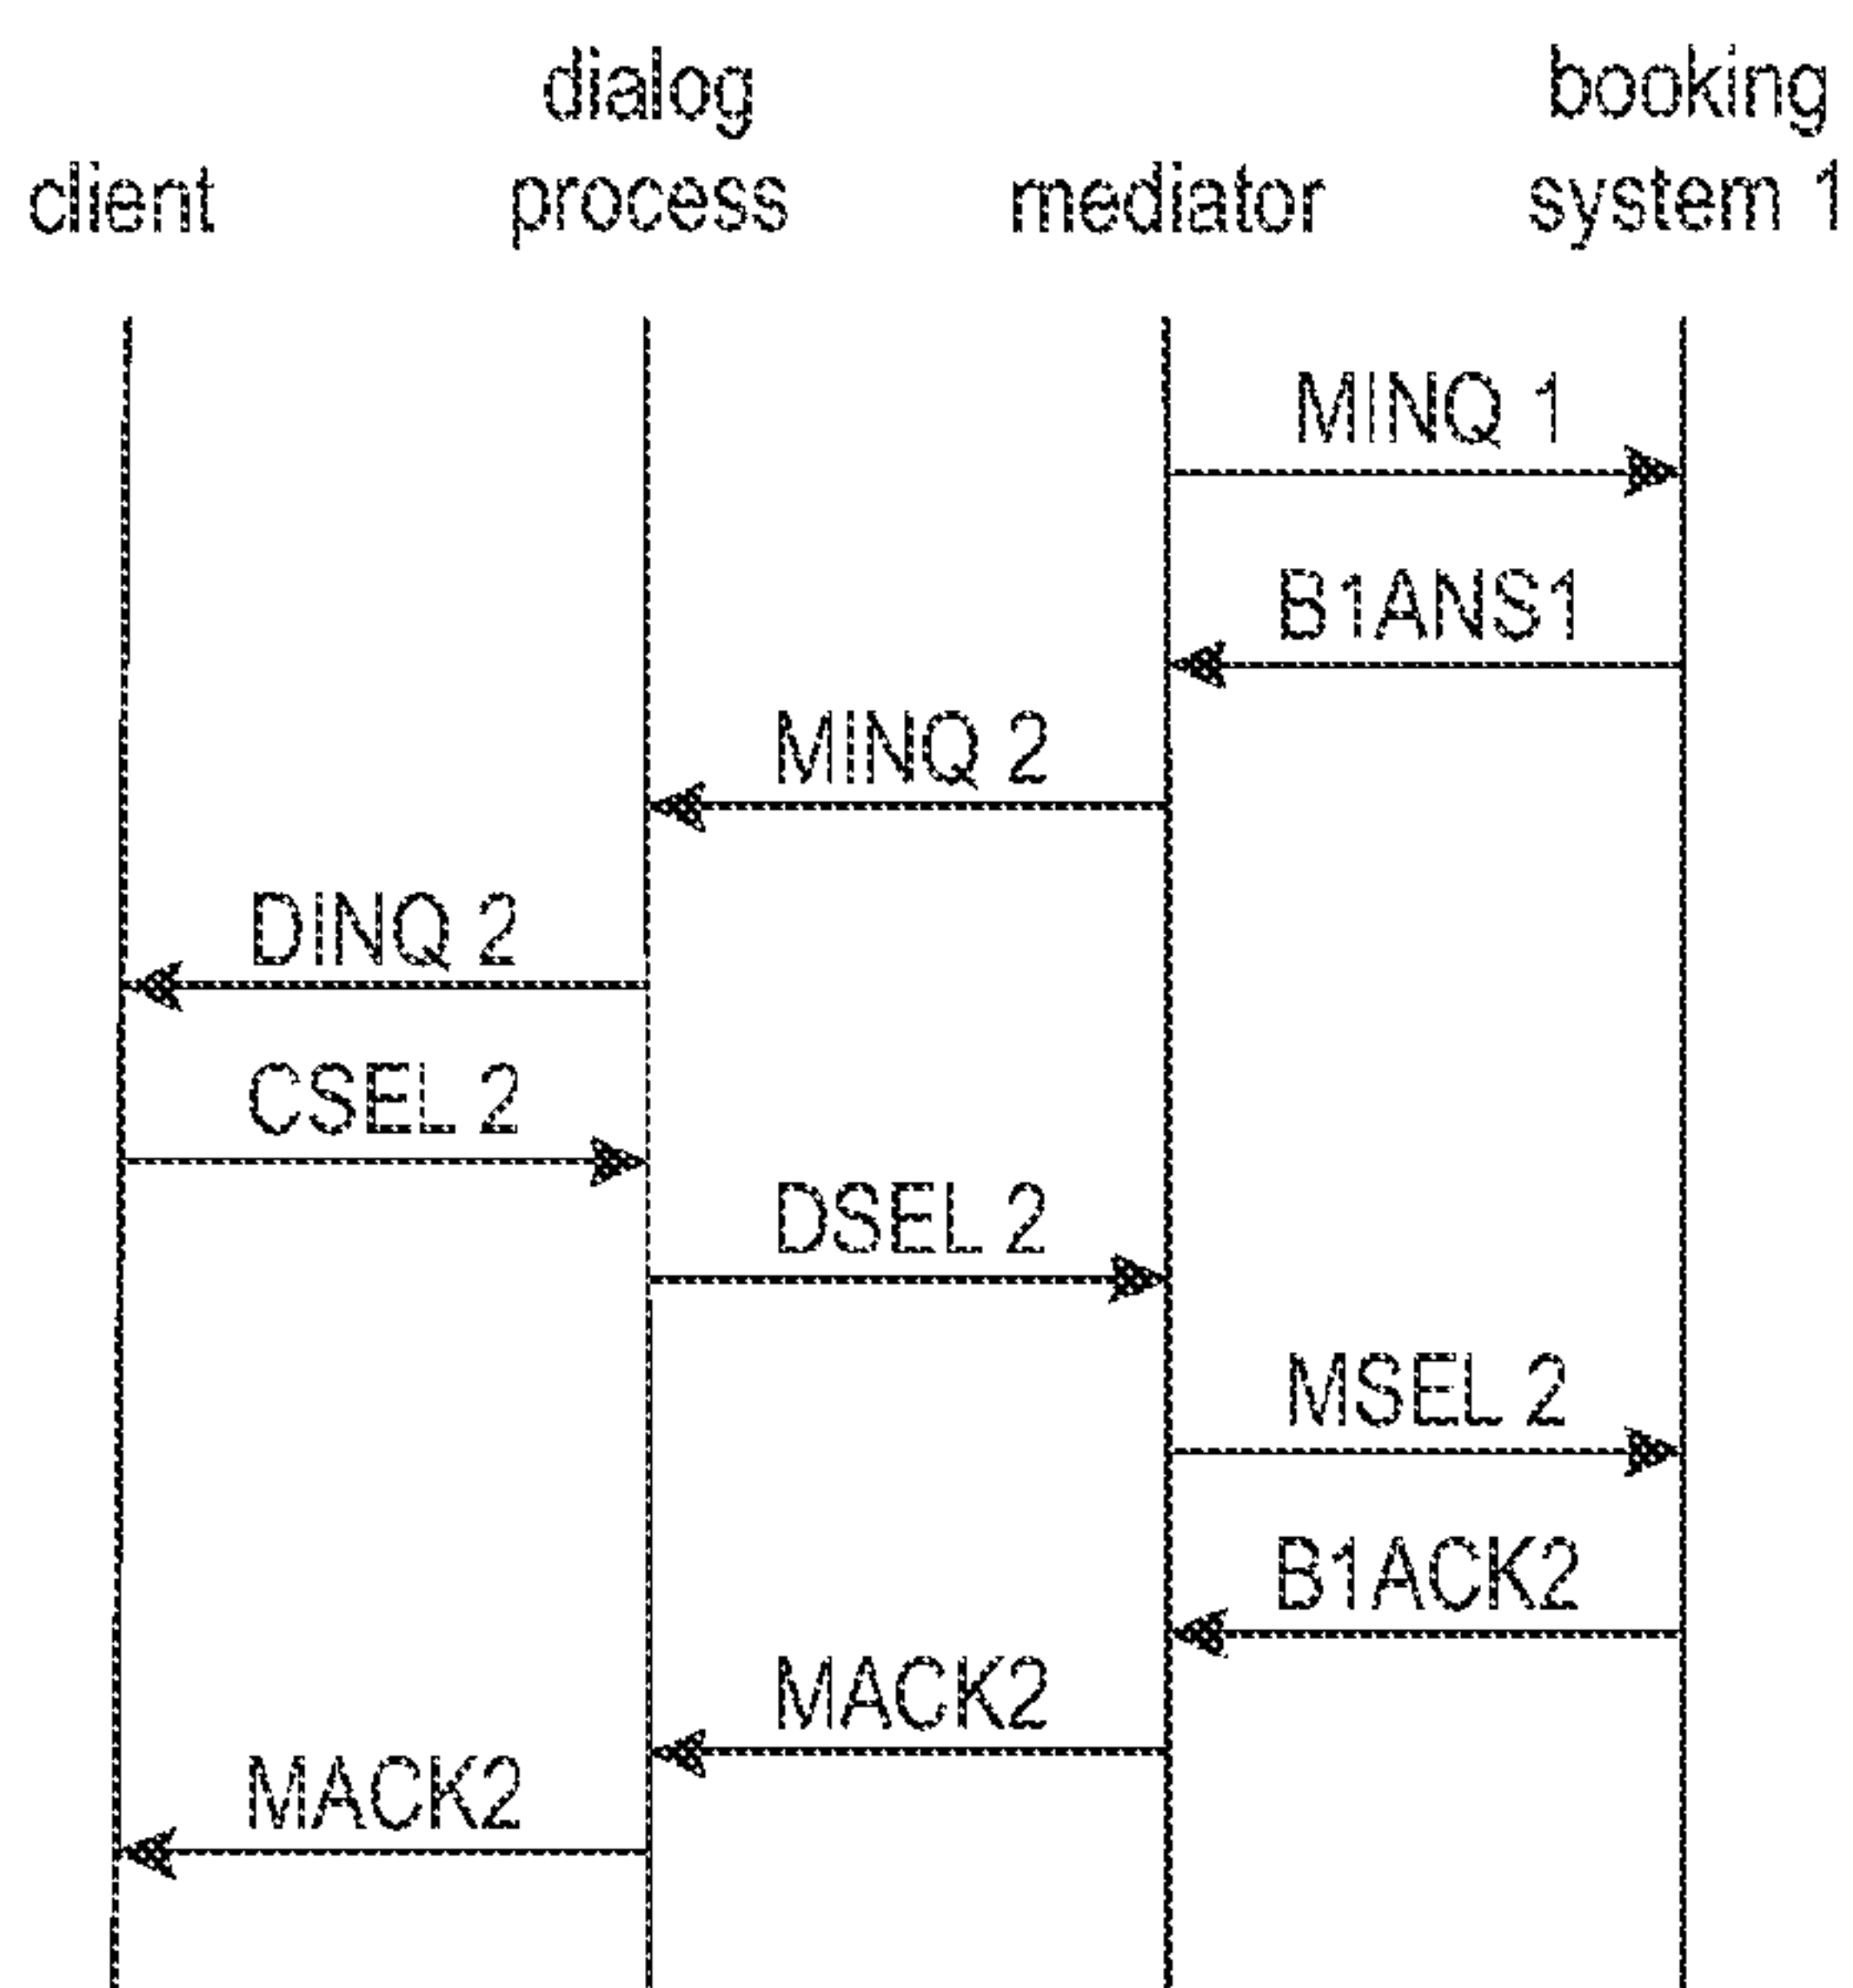 client
dialog
process
mediator
booking
system 1
MINQ 1
B1ANS1
MINQ 2
DINQ 2
CSEL 2
DSEL 2
MSEL 2
B1ACK2
MACK2
MACK2